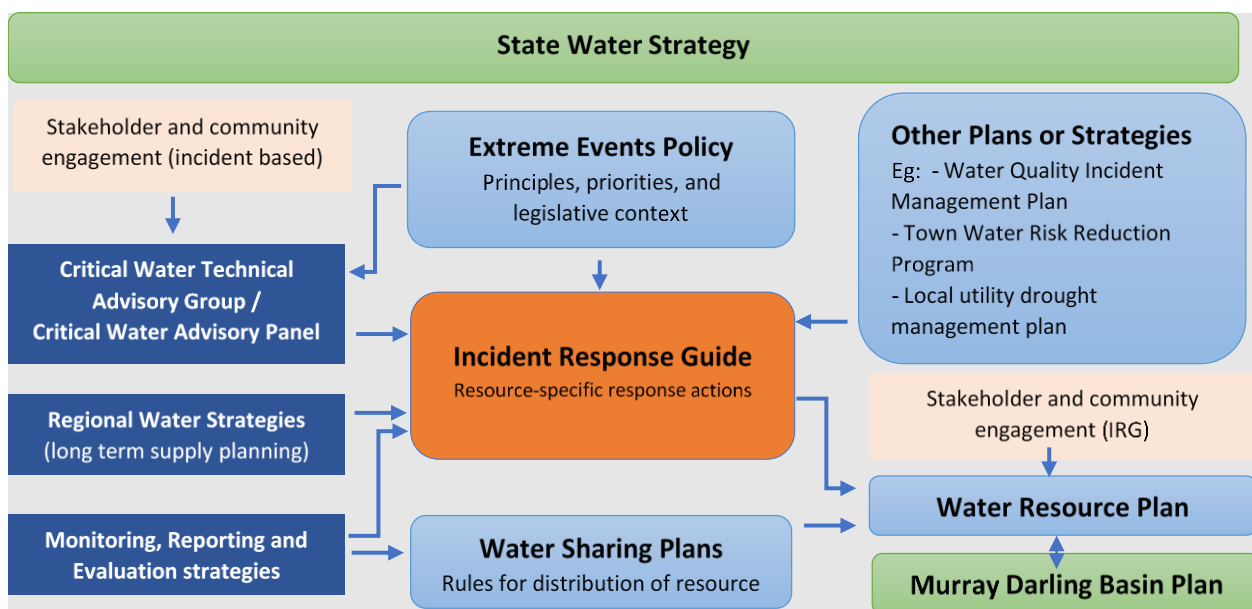 State Water Strategy
Stakeholder and community
engagement (incident based)
Extreme Events Policy
Principles, priorities, and
legislative context
Other Plans or Strategies
Eg:  - Water Quality Incident
Management Plan
- Town Water Risk Reduction
Program
- Local utility drought
management plan
Critical Water Technical
Advisory Group /
Critical Water Advisory Panel
Incident Response Guide
Resource-specific response actions
Regional Water Strategies
(long term supply planning)
Stakeholder and community
engagement (IRG)
Water Resource Plan
Monitoring, Reporting and
Evaluation strategies
Water Sharing Plans
Rules for distribution of resource
Murray Darling Basin Plan